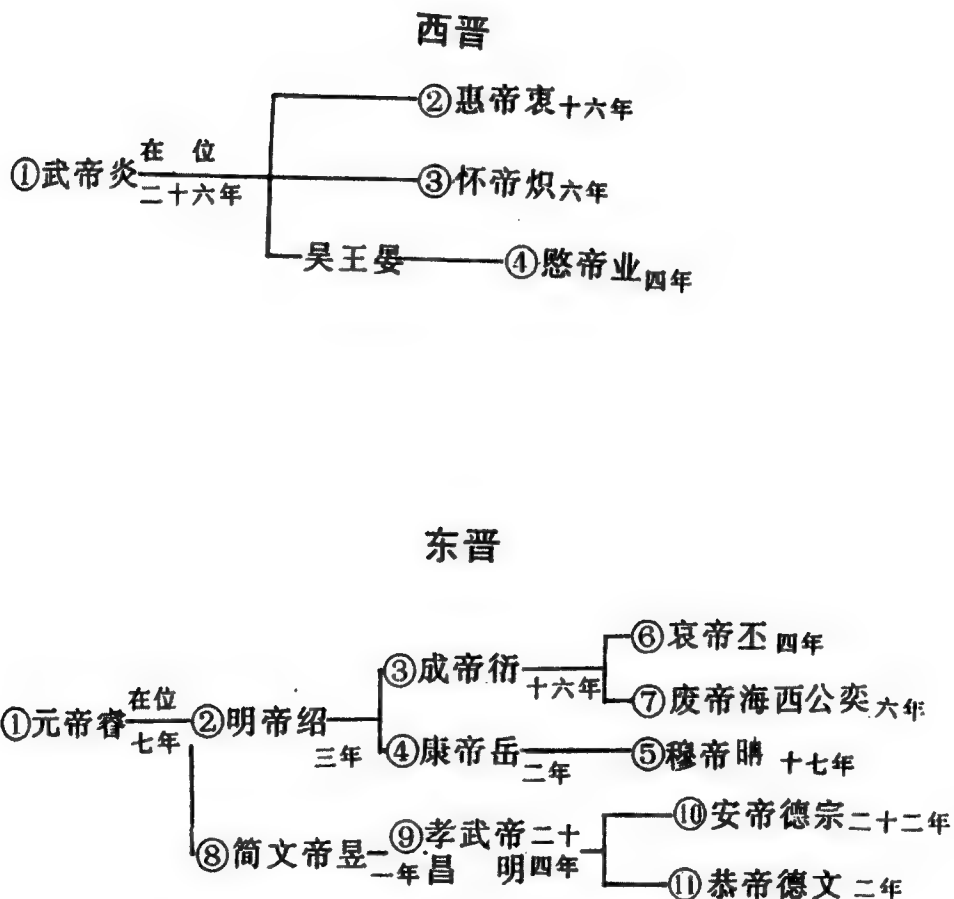 西晋
②惠帝衷十六年
①武帝炎 在位二十六年
③怀帝炽六年
吴王晏 ④愍帝业四年
东晋
⑥哀帝丕四年
③成帝衍十六年
⑦废帝海西公奕六年
①元帝睿 在位七年 ②明帝绍三年
④康帝岳二年 ⑤穆帝聃十七年
⑩安帝德宗二十二年
⑧简文帝昱一年 ⑨孝武帝昌明二十四年
⑪恭帝德文二年